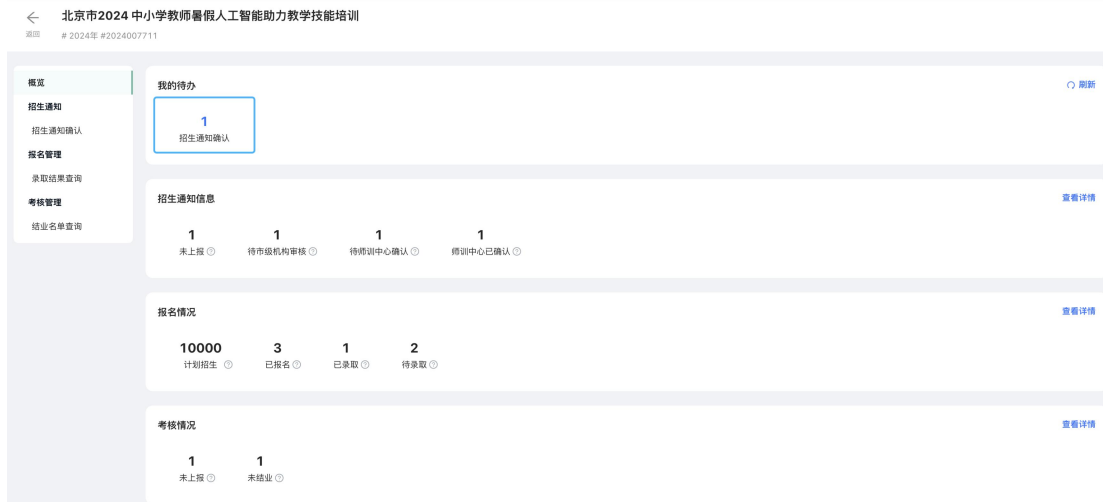 北京市2024 中小学教师暑假人工智能助力教学技能培训
返回
# 2024年 #2024007711
概览
招生通知
招生通知确认
报名管理
录取结果查询
考核管理
结业名单查询
我的待办
刷新
1
招生通知确认
招生通知信息
查看详情
1 1 1 1
未上报 待市级机构审核 待师训中心确认 师训中心已确认
报名情况
查看详情
10000 3 1 2
计划招生 已报名 已录取 待录取
考核情况
查看详情
1 1
未上报 未结业